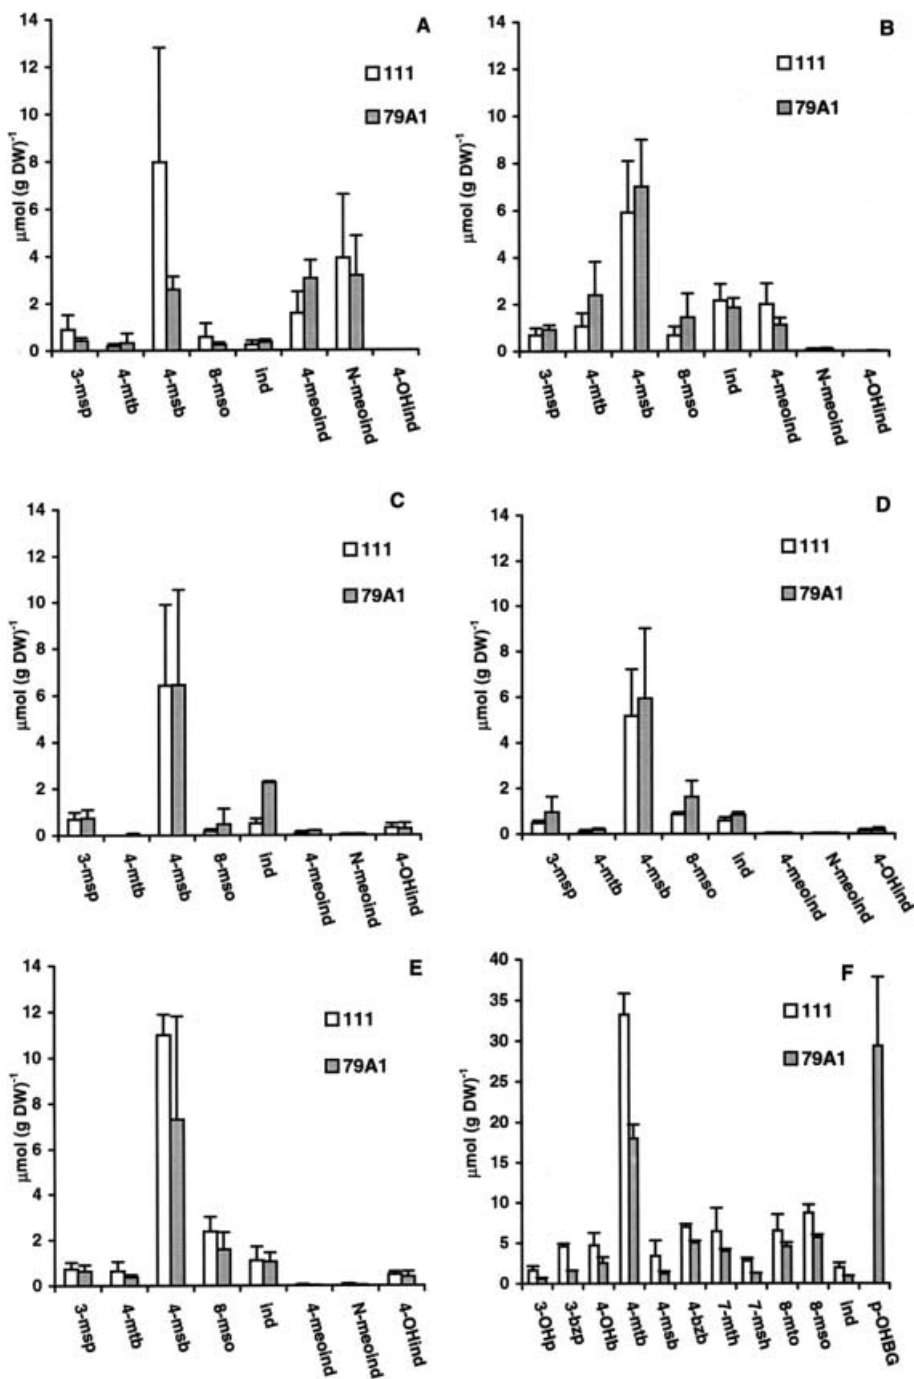 A
14
12
10
8
6
4
2
0
µmol (g DW)-1
111
79A1
3-msp
4-mtb
4-msb
8-mso
ind
4-meoind
N-meoind
4-OHind
B
14
12
10
8
6
4
2
0
µmol (g DW)-1
111
79A1
3-msp
4-mtb
4-msb
8-mso
ind
4-meoind
N-meoind
4-OHind
C
14
12
10
8
6
4
2
0
µmol (g DW)-1
111
79A1
3-msp
4-mtb
4-msb
8-mso
ind
4-meoind
N-meoind
4-OHind
D
14
12
10
8
6
4
2
0
µmol (g DW)-1
111
79A1
3-msp
4-mtb
4-msb
8-mso
ind
4-meoind
N-meoind
4-OHind
E
14
12
10
8
6
4
2
0
µmol (g DW)-1
111
79A1
3-msp
4-mtb
4-msb
8-mso
ind
4-meoind
N-meoind
4-OHind
F
40
35
30
25
20
15
10
5
0
µmol (g DW)-1
111
79A1
3-OHp
3-bzp
4-OHb
4-mtb
4-msb
4-bzb
7-mth
7-msh
8-mto
8-mso
ind
p-OHBG